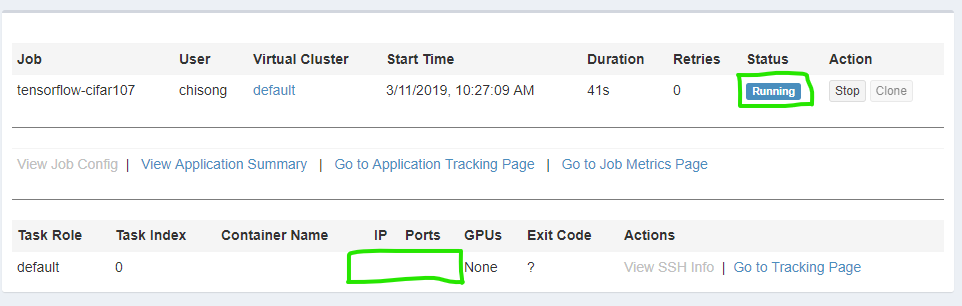 Job User Virtual Cluster Start Time Duration Retries Status Action
tensorflow-cifar107 chisong default 3/11/2019, 10:27:09 AM 41s 0 Running Stop Clone
View Job Config | View Application Summary | Go to Application Tracking Page | Go to Job Metrics Page
Task Role Task Index Container Name IP Ports GPUs Exit Code Actions
default 0 None ? View SSH Info | Go to Tracking Page